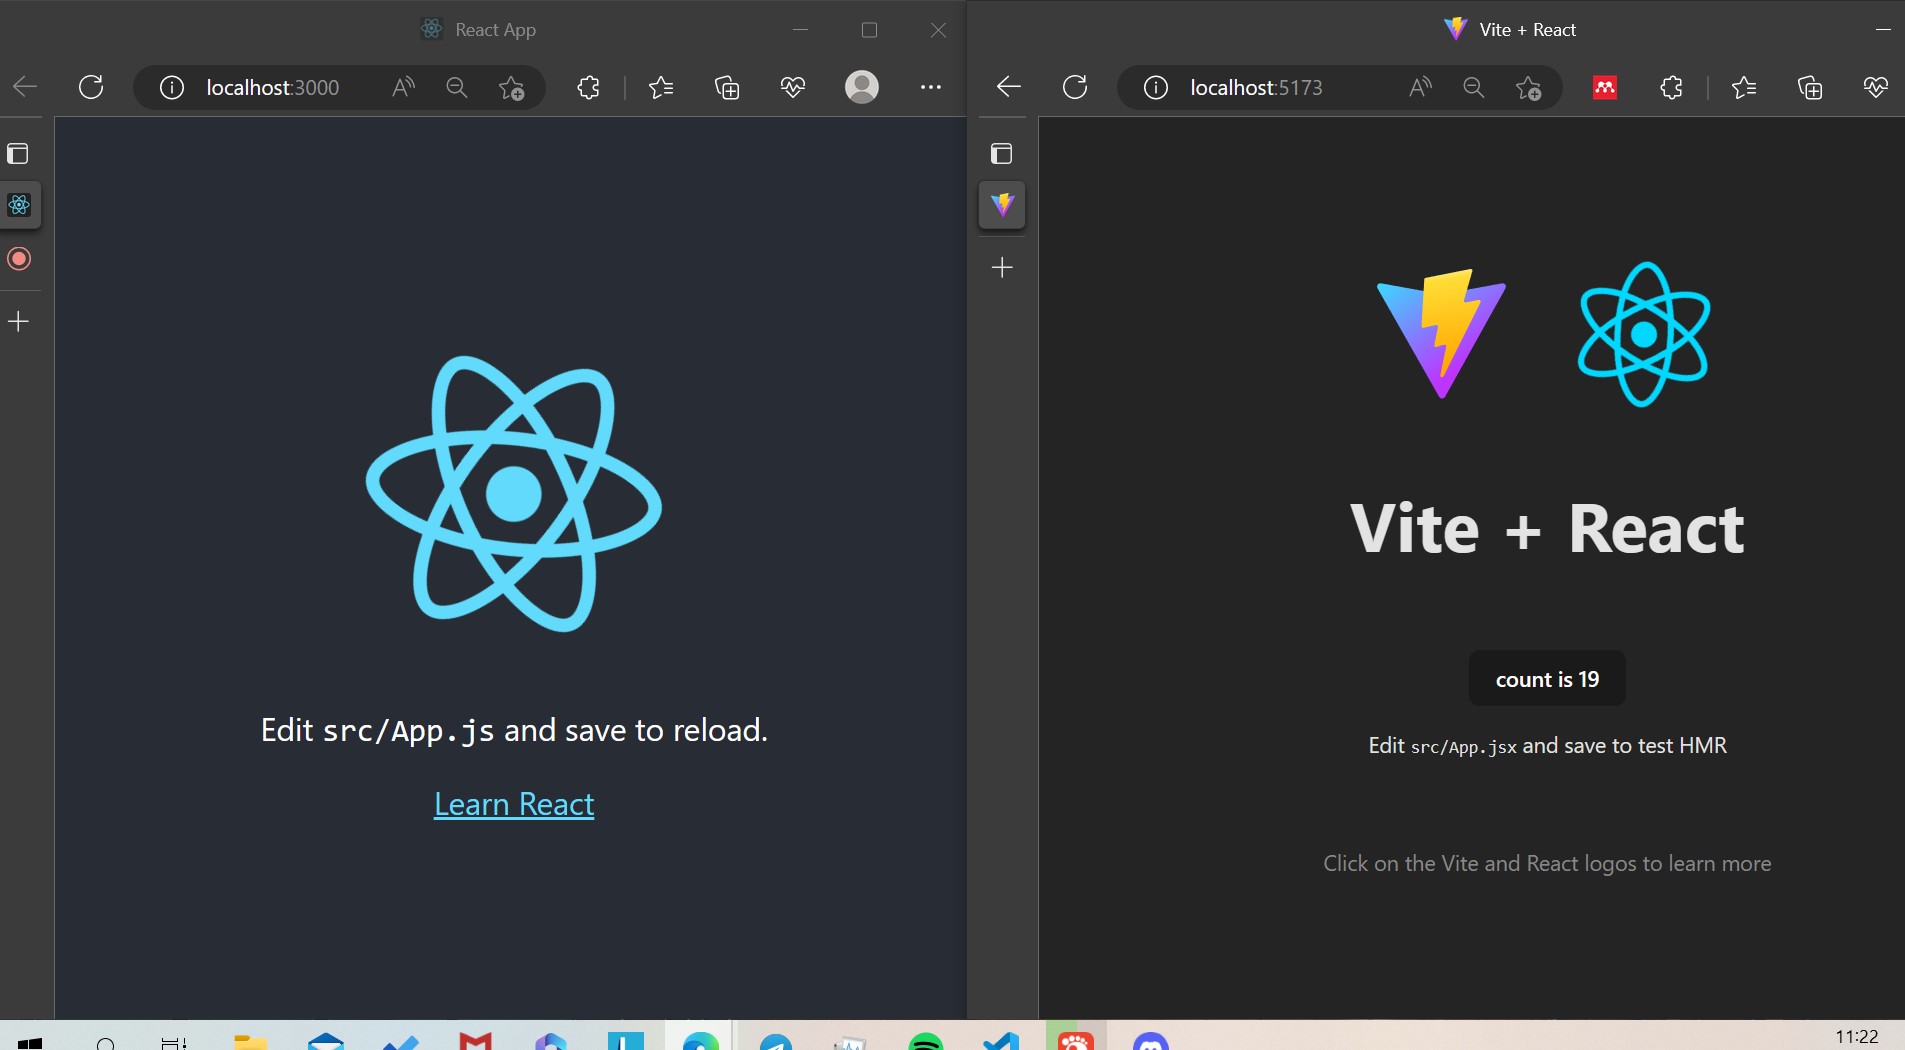 React App
localhost:3000
Edit src/App.js and save to reload.
Learn React
Vite + React
localhost:5173
Vite + React
count is 19
Edit src/App.jsx and save to test HMR
Click on the Vite and React logos to learn more
11:22